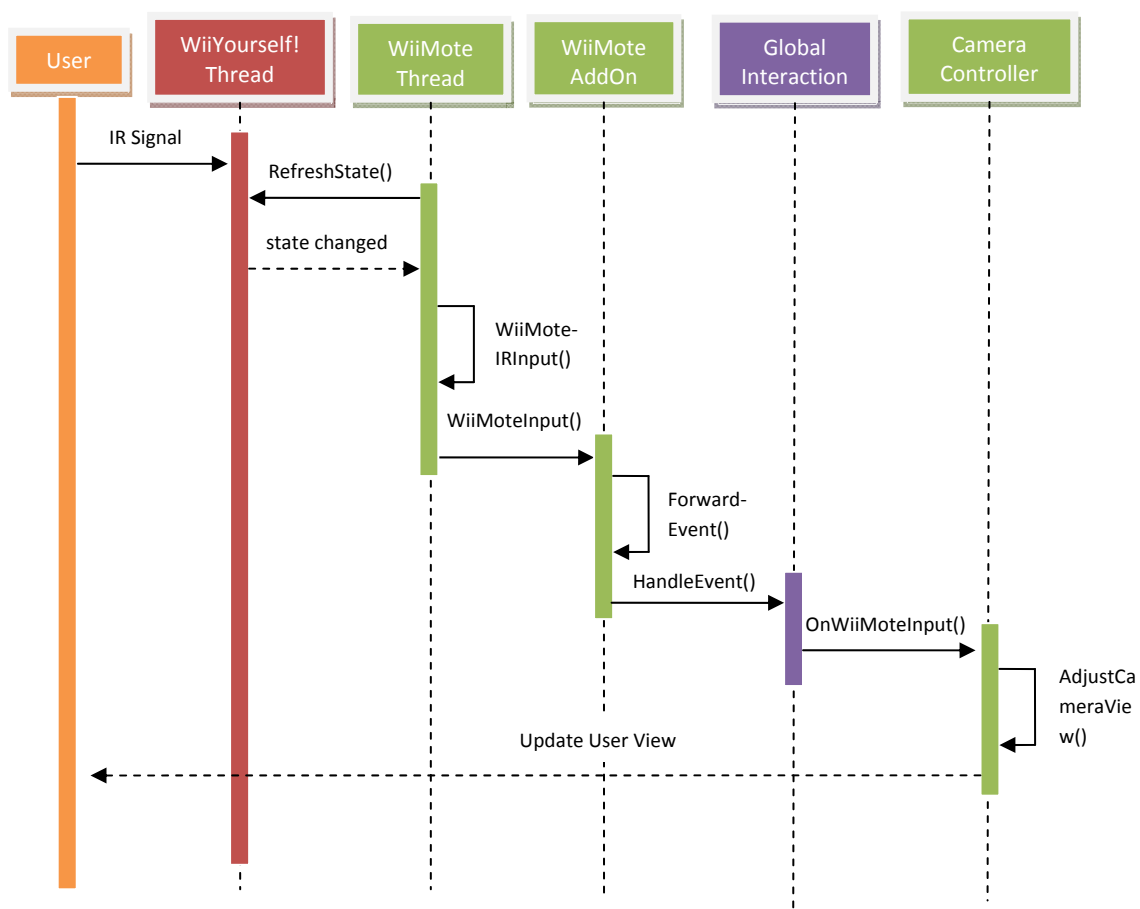 User
WiiYourself!
Thread
WiiMote
Thread
WiiMote
AddOn
Global
Interaction
Camera
Controller
IR Signal
RefreshState()
state changed
WiiMote-
IRInput()
WiiMoteInput()
Forward-
Event()
HandleEvent()
OnWiiMoteInput()
AdjustCa
meraVie
w()
Update User View